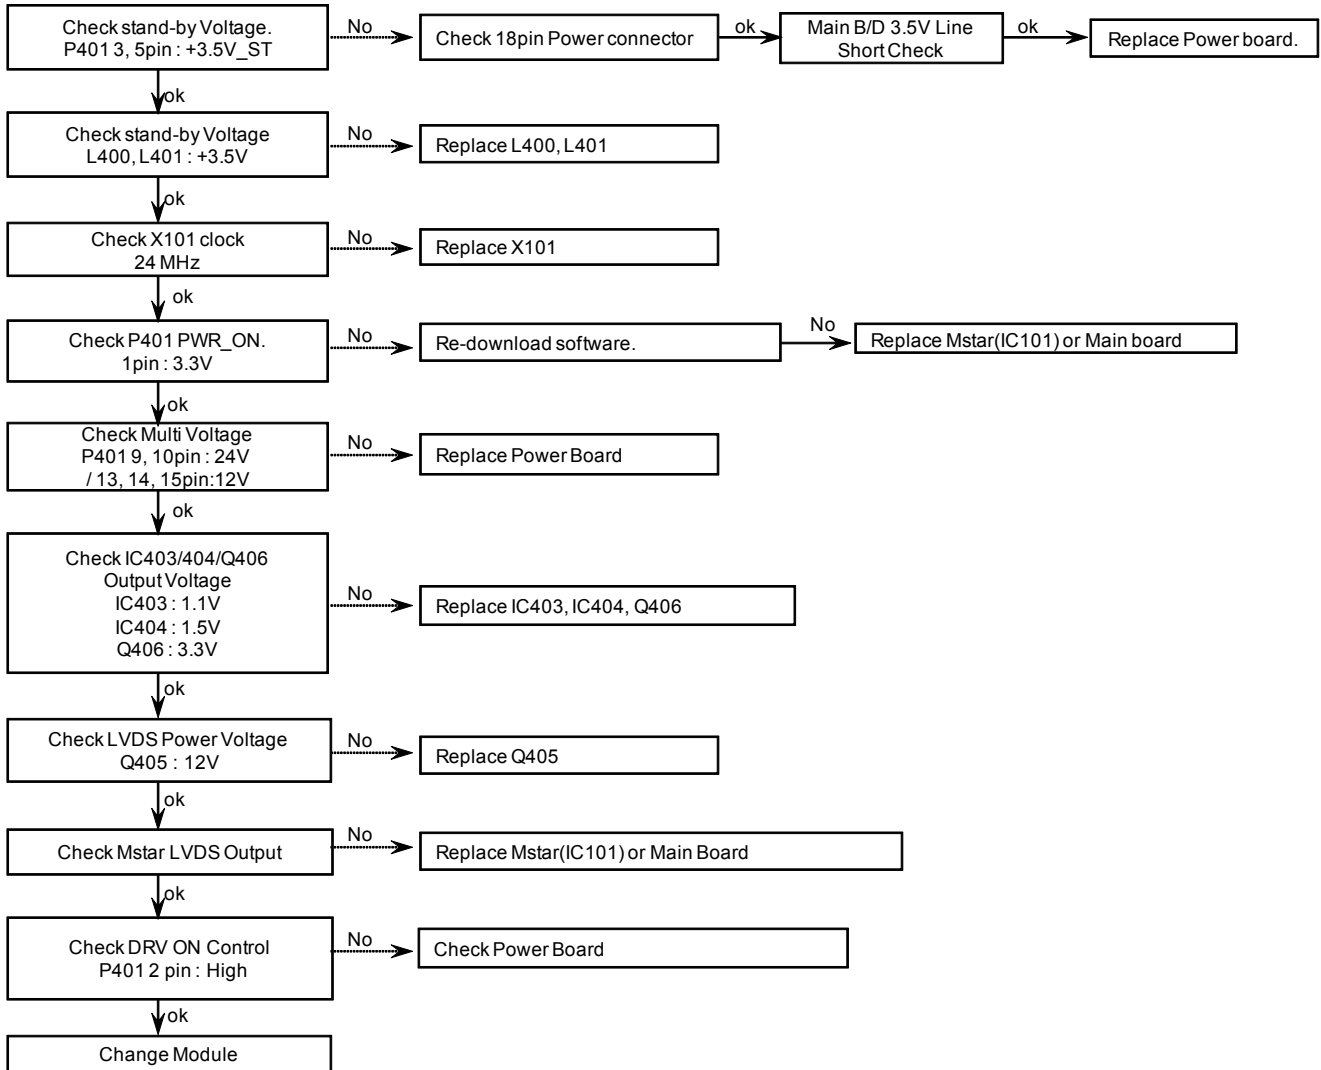 Check stand-by Voltage.
P401 3, 5pin : +3.5V_ST
No
Check 18pin Power connector
ok
Main B/D 3.5V Line
Short Check
ok
Replace Power board.
ok
Check stand-by Voltage
L400, L401 : +3.5V
No
Replace L400, L401
ok
Check X101 clock
24 MHz
No
Replace X101
ok
Check P401 PWR_ON.
1pin : 3.3V
No
Re-download software.
No
Replace Mstar(IC101) or Main board
ok
Check Multi Voltage
P401 9, 10pin : 24V
/ 13, 14, 15pin:12V
No
Replace Power Board
ok
Check IC403/404/Q406
Output Voltage
IC403 : 1.1V
IC404 : 1.5V
Q406 : 3.3V
No
Replace IC403, IC404, Q406
ok
Check LVDS Power Voltage
Q405 : 12V
No
Replace Q405
ok
Check Mstar LVDS Output
No
Replace Mstar(IC101) or Main Board
ok
Check DRV ON Control
P401 2 pin : High
No
Check Power Board
ok
Change Module